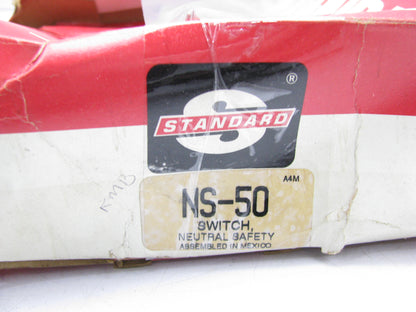 ®
STANDARD
A4M
NS-50
SWITCH,
NEUTRAL SAFETY
ASSEMBLED IN MEXICO